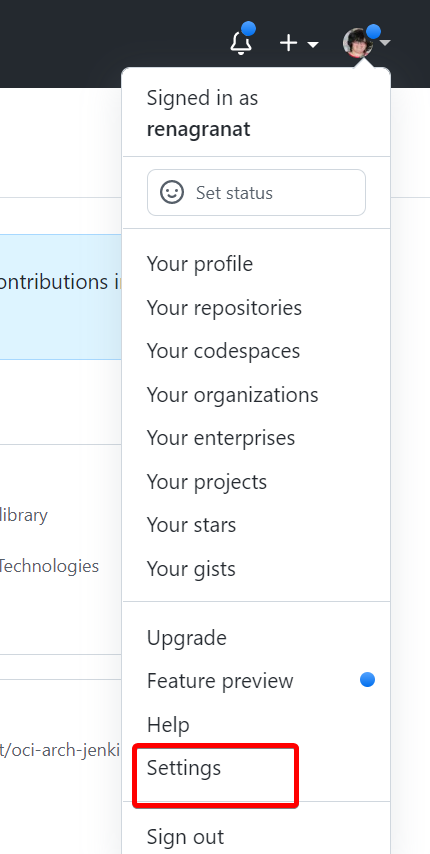 Signed in as
renagranat
Set status
ontributions i
Your profile
Your repositories
Your codespaces
Your organizations
Your enterprises
Your projects
library
Your stars
Technologies
Your gists
Upgrade
Feature preview
Help
t/oci-arch-jenki
Settings
Sign out